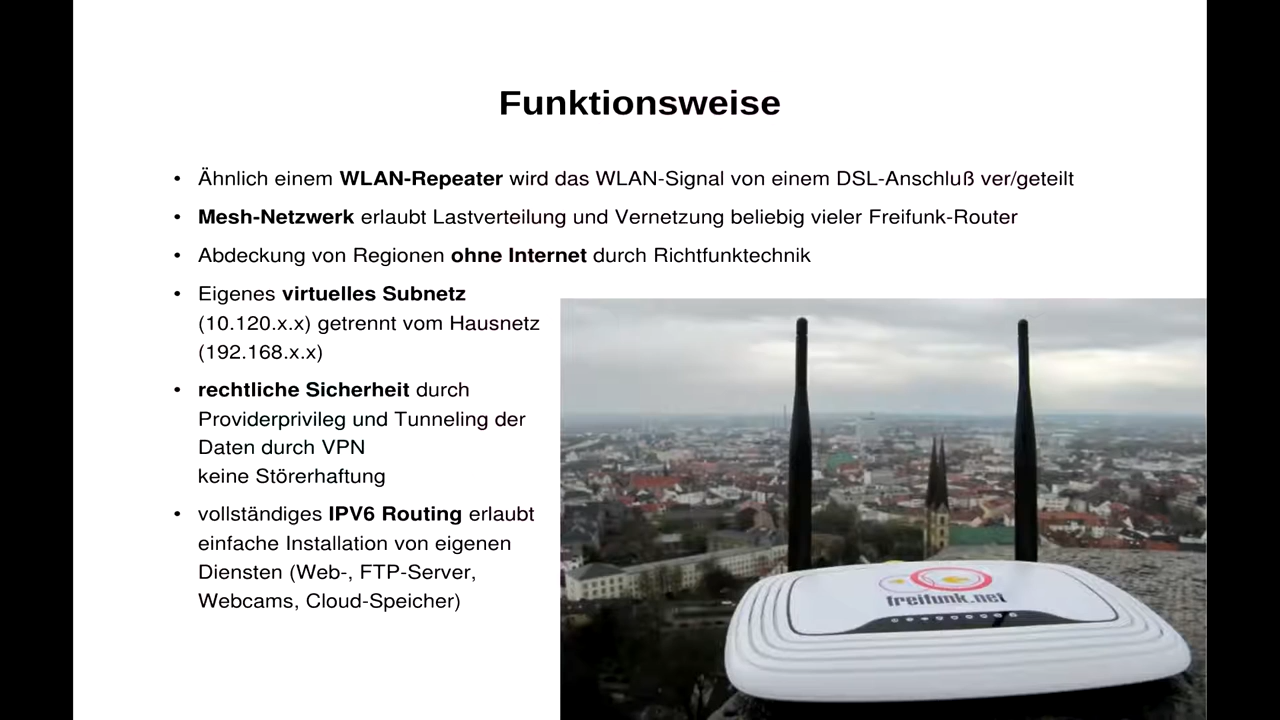 Funktionsweise
• Ähnlich einem WLAN-Repeater wird das WLAN-Signal von einem DSL-Anschluß ver/geteilt
• Mesh-Netzwerk erlaubt Lastverteilung und Vernetzung beliebig vieler Freifunk-Router
• Abdeckung von Regionen ohne Internet durch Richtfunktechnik
• Eigenes virtuelles Subnetz
(10.120.x.x) getrennt vom Hausnetz
(192.168.x.x)
• rechtliche Sicherheit durch
Providerprivileg und Tunneling der
Daten durch VPN
keine Störerhaftung
• vollständiges IPV6 Routing erlaubt
einfache Installation von eigenen
Diensten (Web-, FTP-Server,
Webcams, Cloud-Speicher)
freifunk.net